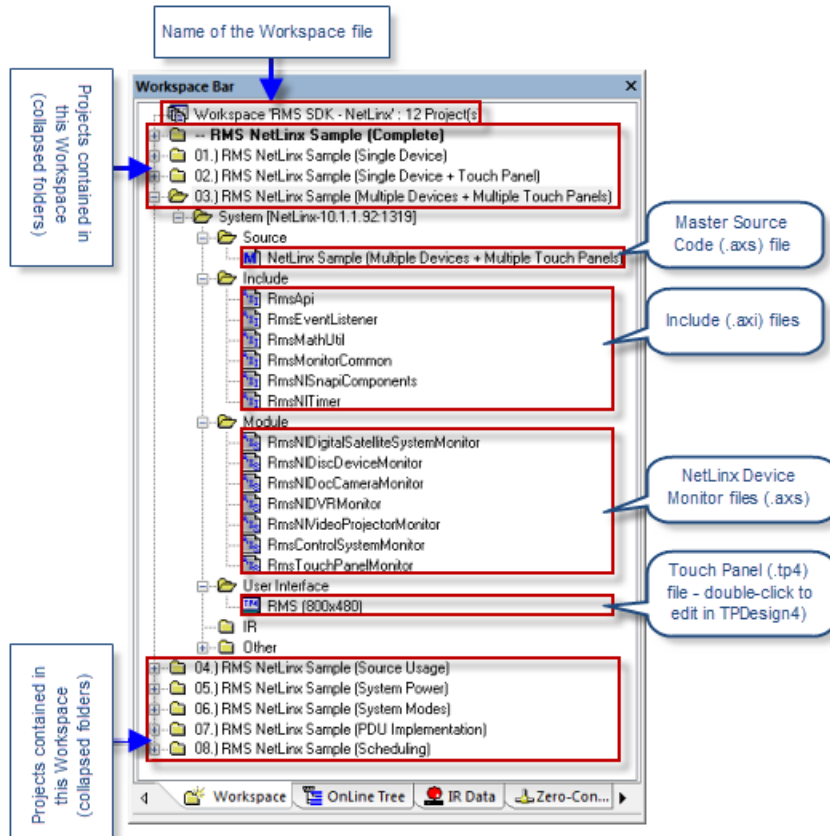 Name of the Workspace file
Projects contained in
this Workspace
(collapsed folders)
Workspace Bar
Workspace 'RMS SDK - NetLinx' : 12 Project(s
-- RMS NetLinx Sample (Complete)
01.) RMS NetLinx Sample (Single Device)
02.) RMS NetLinx Sample (Single Device + Touch Panel)
03.) RMS NetLinx Sample (Multiple Devices + Multiple Touch Panels)
System [NetLinx-10.1.1.92:1319]
Source
NetLinx Sample (Multiple Devices + Multiple Touch Panels)
Master Source
Code (.axs) file
Include
RmsApi
RmsEventListener
RmsMathUtil
RmsMonitorCommon
RmsNlSnapiComponents
RmsNlTimer
Include (.axi) files
Module
RmsNlDigitalSatelliteSystemMonitor
RmsNlDiscDeviceMonitor
RmsNlDocCameraMonitor
RmsNlDVRMonitor
RmsNlVideoProjectorMonitor
RmsControlSystemMonitor
RmsTouchPanelMonitor
NetLinx Device
Monitor files (.axs)
User Interface
TP4
RMS (800x480)
Touch Panel (.tp4)
file - double-click to
edit in TPDesign4)
IR
Other
Projects contained in
this Workspace
(collapsed folders)
04.) RMS NetLinx Sample (Source Usage)
05.) RMS NetLinx Sample (System Power)
06.) RMS NetLinx Sample (System Modes)
07.) RMS NetLinx Sample (PDU Implementation)
08.) RMS NetLinx Sample (Scheduling)
Workspace OnLine Tree IR Data Zero-Con...